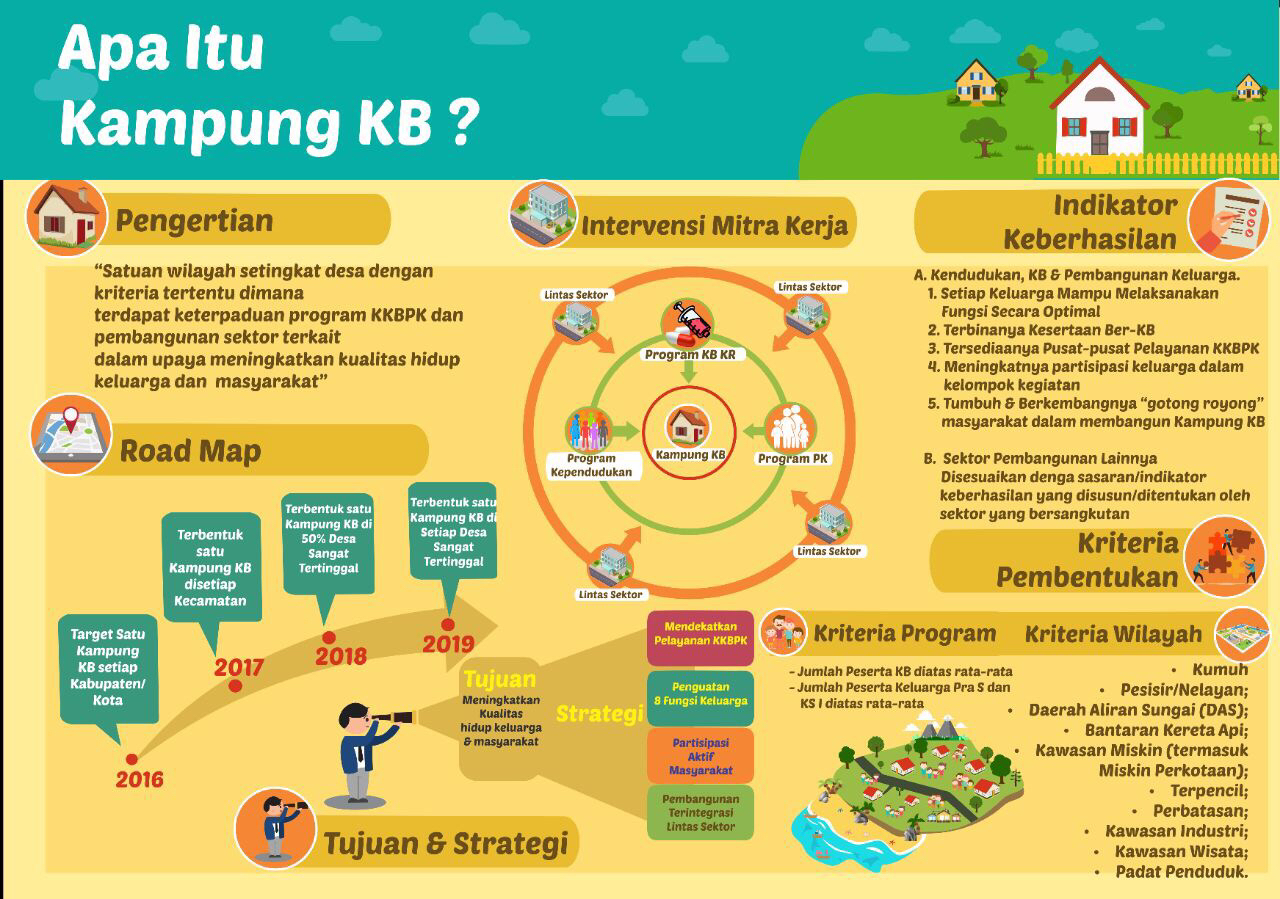 Apa Itu
Kampung KB ?
Pengertian
“Satuan wilayah setingkat desa dengan
kriteria tertentu dimana
terdapat keterpaduan program KKBPK dan
pembangunan sektor terkait
dalam upaya meningkatkan kualitas hidup
keluarga dan masyarakat”
Road Map
Target Satu
Kampung
KB setiap
Kabupaten/
Kota
2016
Terbentuk
satu
Kampung KB
disetiap
Kecamatan
2017
Terbentuk satu
Kampung KB di
50% Desa
Sangat
Tertinggal
2018
Terbentuk satu
Kampung KB di
Setiap Desa
Sangat
Tertinggal
2019
Tujuan
Meningkatkan
Kualitas
hidup keluarga
& masyarakat
Strategi
Mendekatkan
Pelayanan KKBPK
Penguatan
8 Fungsi Keluarga
Partisipasi
Aktif
Masyarakat
Pembangunan
Terintegrasi
Lintas Sektor
Tujuan & Strategi
Intervensi Mitra Kerja
Lintas Sektor
Lintas Sektor
Program KB KR
Program
Kependudukan
Kampung KB
Program PK
Lintas Sektor
Lintas Sektor
Indikator
Keberhasilan
A. Kendudukan, KB & Pembangunan Keluarga.
1. Setiap Keluarga Mampu Melaksanakan
Fungsi Secara Optimal
2. Terbinanya Kesertaan Ber-KB
3. Tersediaanya Pusat-pusat Pelayanan KKBPK
4. Meningkatnya partisipasi keluarga dalam
kelompok kegiatan
5. Tumbuh & Berkembangnya “gotong royong”
masyarakat dalam membangun Kampung KB
B. Sektor Pembangunan Lainnya
Disesuaikan denga sasaran/indikator
keberhasilan yang disusun/ditentukan oleh
sektor yang bersangkutan
Kriteria
Pembentukan
Kriteria Program
- Jumlah Peserta KB diatas rata-rata
- Jumlah Peserta Keluarga Pra S dan
KS I diatas rata-rata
Kriteria Wilayah
• Kumuh
• Pesisir/Nelayan;
• Daerah Aliran Sungai (DAS);
• Bantaran Kereta Api;
• Kawasan Miskin (termasuk
Miskin Perkotaan);
• Terpencil;
• Perbatasan;
• Kawasan Industri;
• Kawasan Wisata;
• Padat Penduduk.